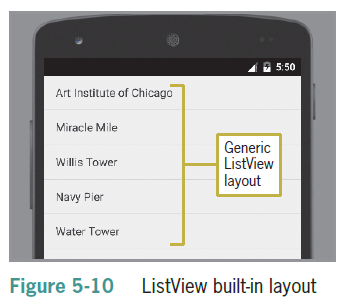 5:50
Art Institute of Chicago
Miracle Mile
Willis Tower
Navy Pier
Water Tower
Generic
ListView
layout
Figure 5-10 ListView built-in layout